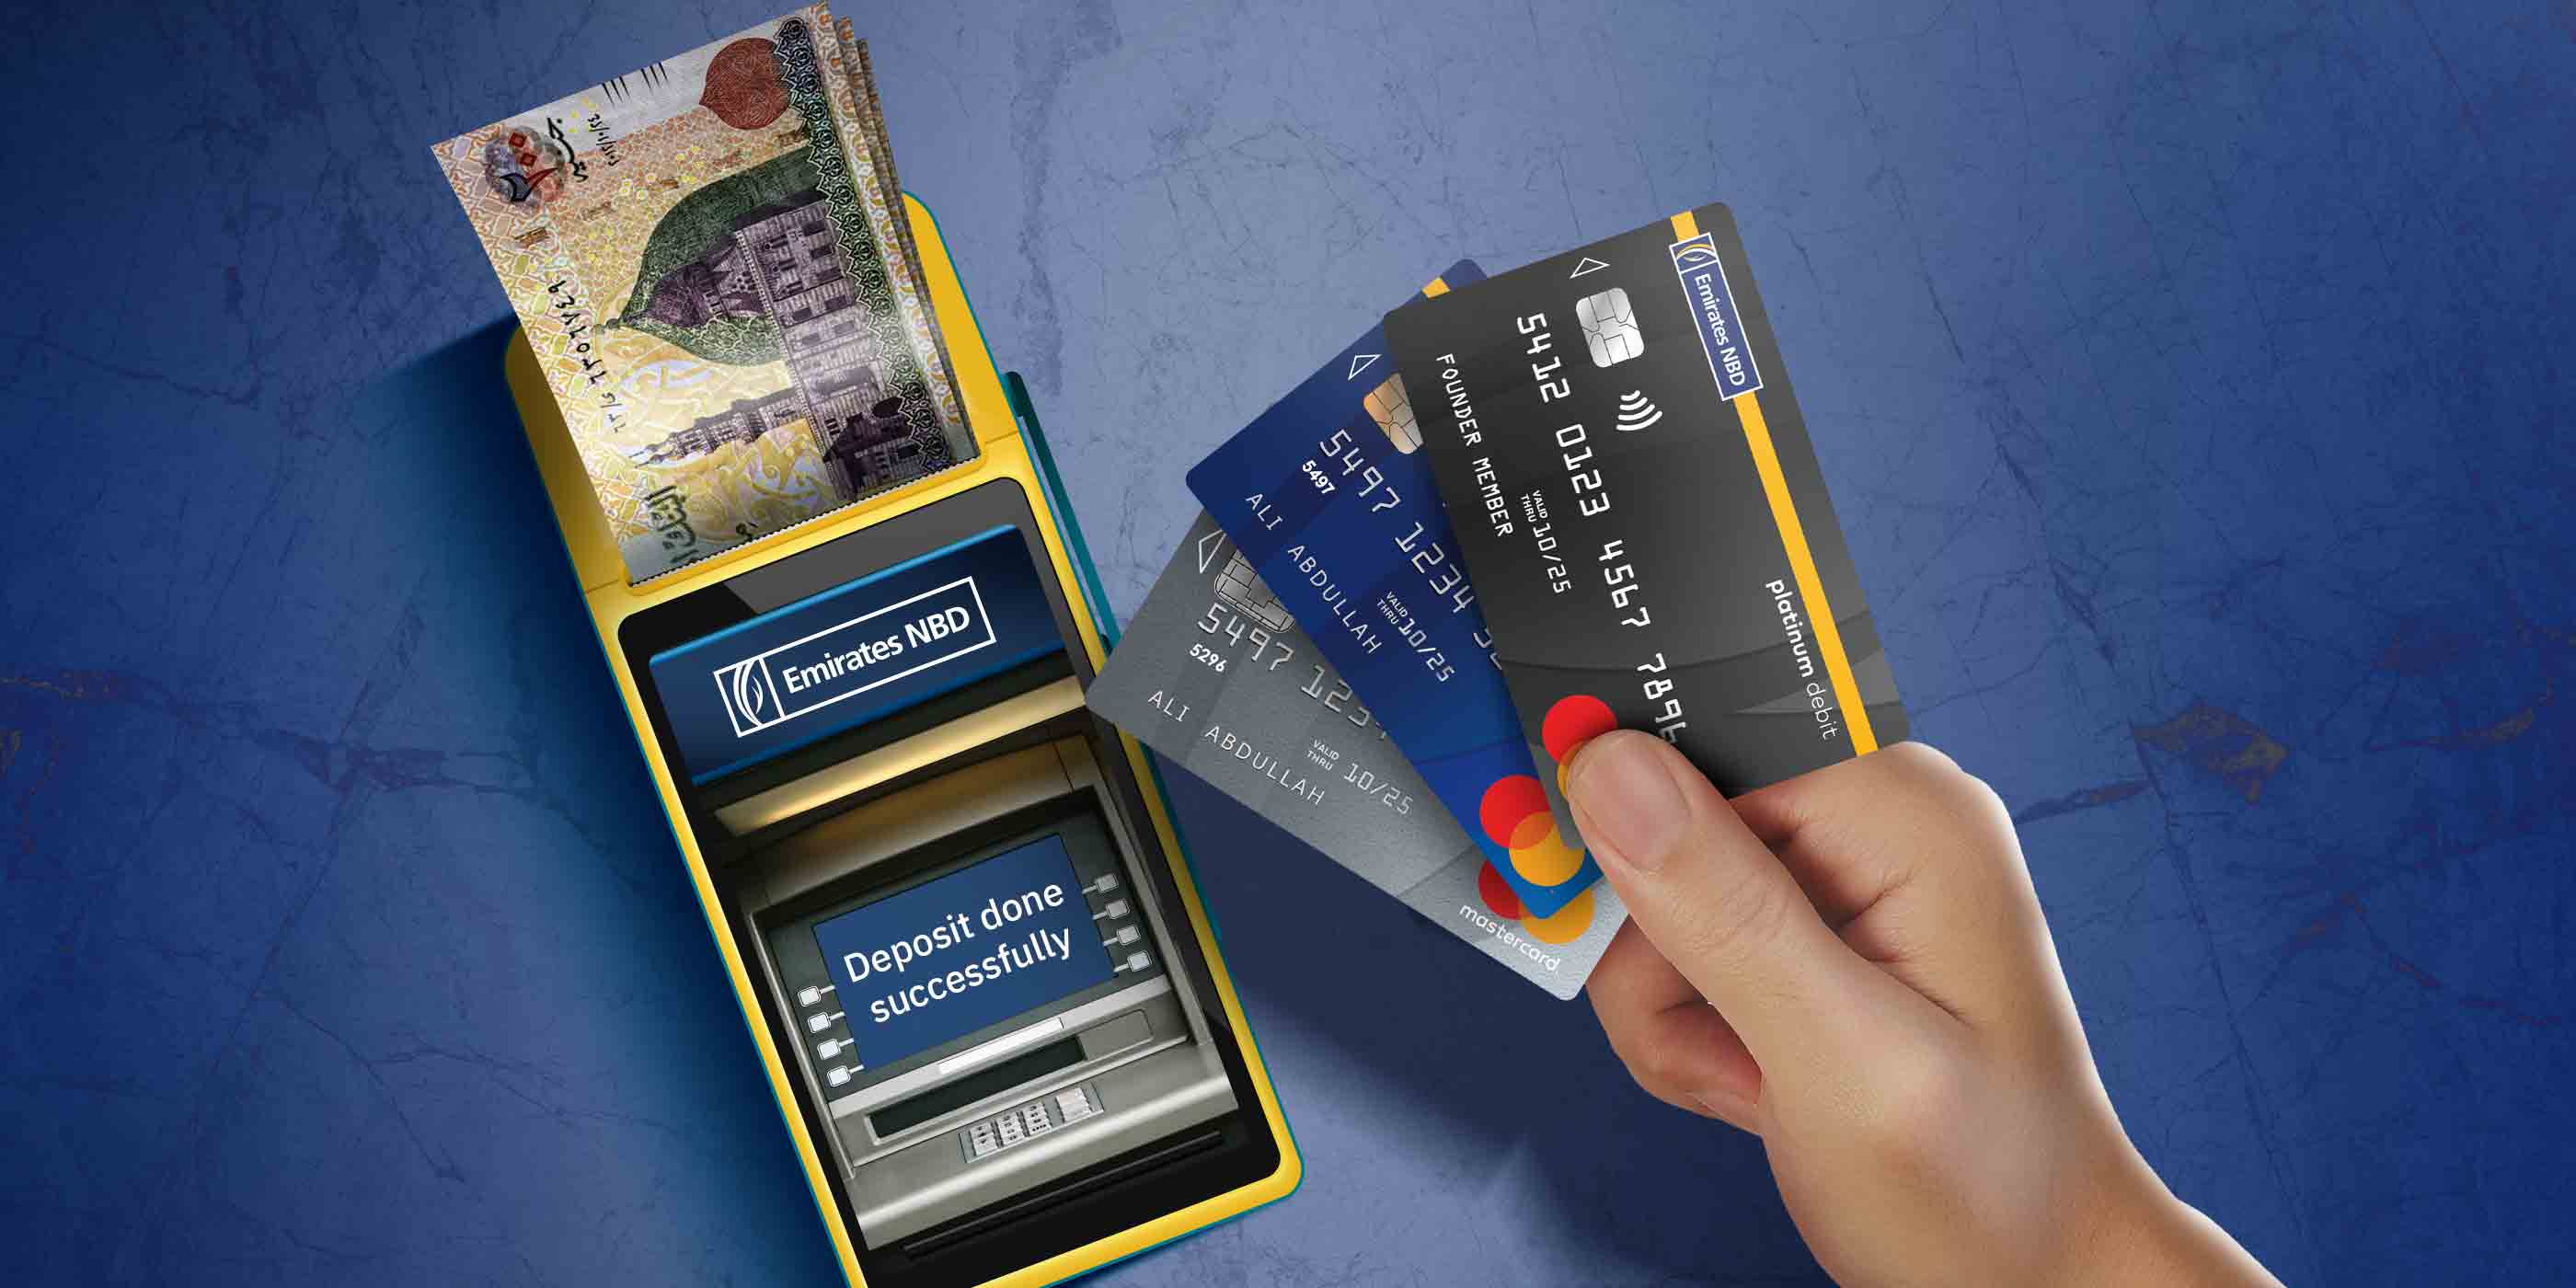 Emirates NBD
Deposit done
successfully
Emirates NBD
5412 0123 4567 7896
VALID
THRU 10/25
FOUNDER MEMBER
platinum debit
5497 1234
5497
VALID
THRU 10/25
ALI ABDULLAH
5497
5296
VALID
THRU 10/25
ALI ABDULLAH
mastercard.